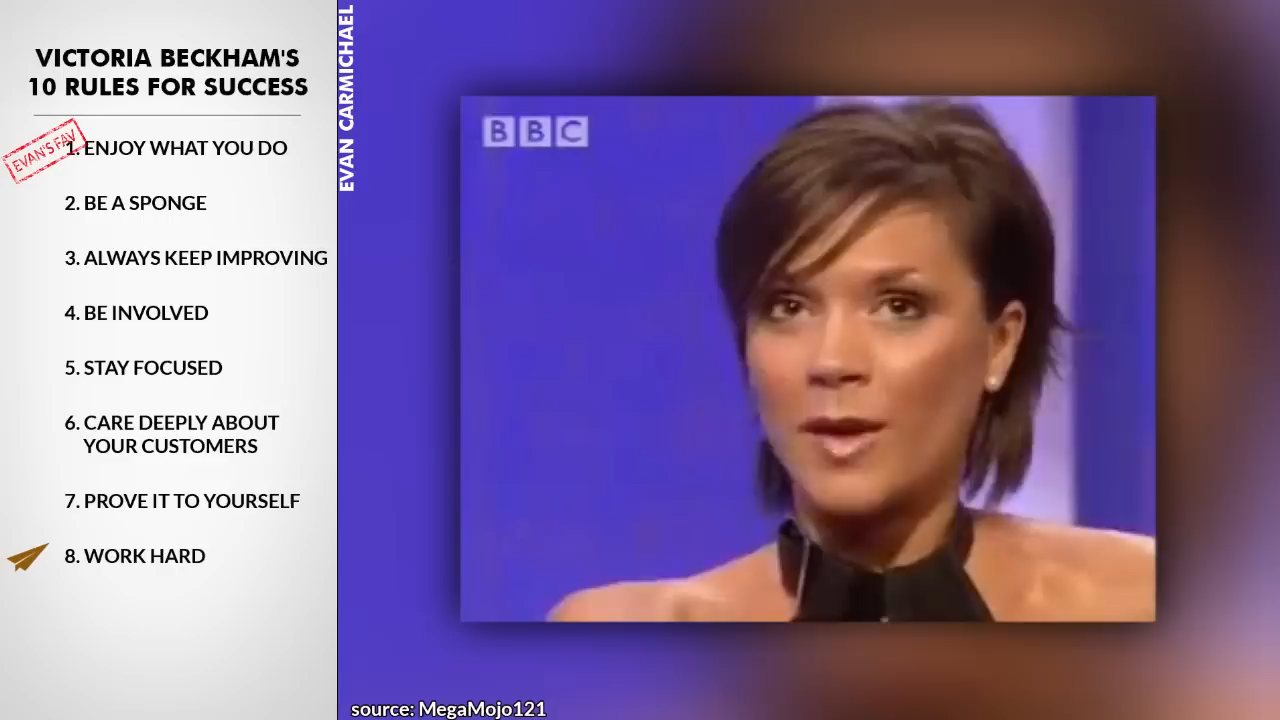 VICTORIA BECKHAM'S
10 RULES FOR SUCCESS
EVAN'S FAV
1. ENJOY WHAT YOU DO
2. BE A SPONGE
3. ALWAYS KEEP IMPROVING
4. BE INVOLVED
5. STAY FOCUSED
6. CARE DEEPLY ABOUT
YOUR CUSTOMERS
7. PROVE IT TO YOURSELF
8. WORK HARD
EVAN CARMICHAEL
BBC
source: MegaMojo121